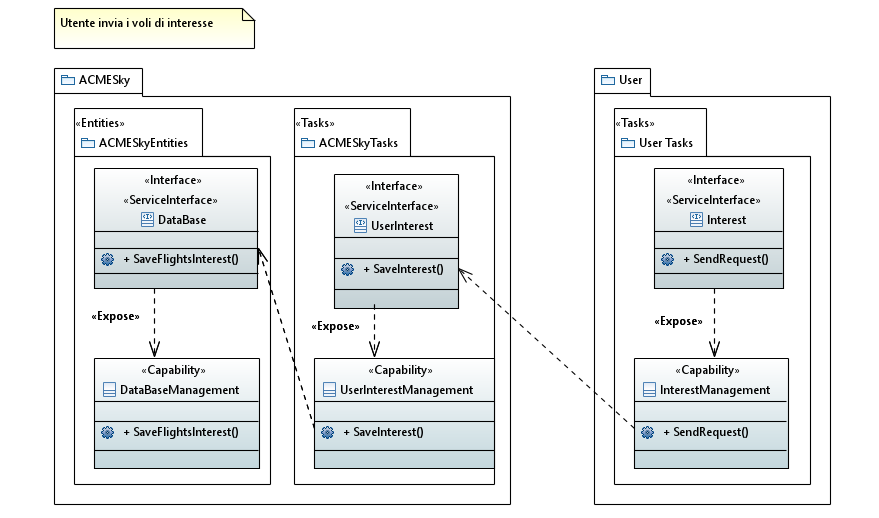 Utente invia i voli di interesse
ACMESky
«Entities»
ACMESkyEntities
«Interface»
«ServiceInterface»
DataBase
+ SaveFlightsInterest()
«Expose»
«Capability»
DataBaseManagement
+ SaveFlightsInterest()
«Tasks»
ACMESkyTasks
«Interface»
«ServiceInterface»
UserInterest
+ SaveInterest()
«Expose»
«Capability»
UserInterestManagement
+ SaveInterest()
User
«Tasks»
User Tasks
«Interface»
«ServiceInterface»
Interest
+ SendRequest()
«Expose»
«Capability»
InterestManagement
+ SendRequest()